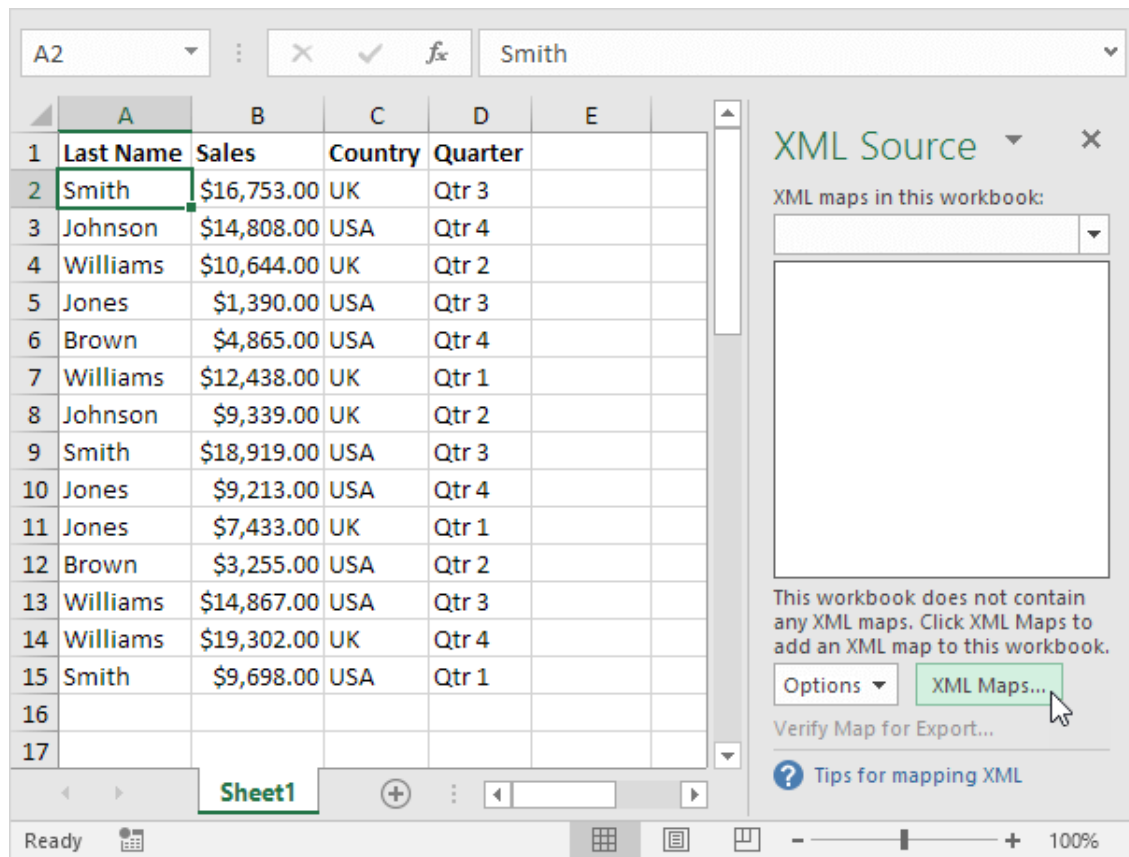 A2 fx Smith
A B C D E
1 Last Name Sales Country Quarter
2 Smith $16,753.00 UK Qtr 3
3 Johnson $14,808.00 USA Qtr 4
4 Williams $10,644.00 UK Qtr 2
5 Jones $1,390.00 USA Qtr 3
6 Brown $4,865.00 USA Qtr 4
7 Williams $12,438.00 UK Qtr 1
8 Johnson $9,339.00 UK Qtr 2
9 Smith $18,919.00 USA Qtr 3
10 Jones $9,213.00 USA Qtr 4
11 Jones $7,433.00 UK Qtr 1
12 Brown $3,255.00 USA Qtr 2
13 Williams $14,867.00 USA Qtr 3
14 Williams $19,302.00 UK Qtr 4
15 Smith $9,698.00 USA Qtr 1
16
17
Sheet1
XML Source
XML maps in this workbook:
This workbook does not contain
any XML maps. Click XML Maps to
add an XML map to this workbook.
Options XML Maps...
Verify Map for Export...
? Tips for mapping XML
Ready 100%